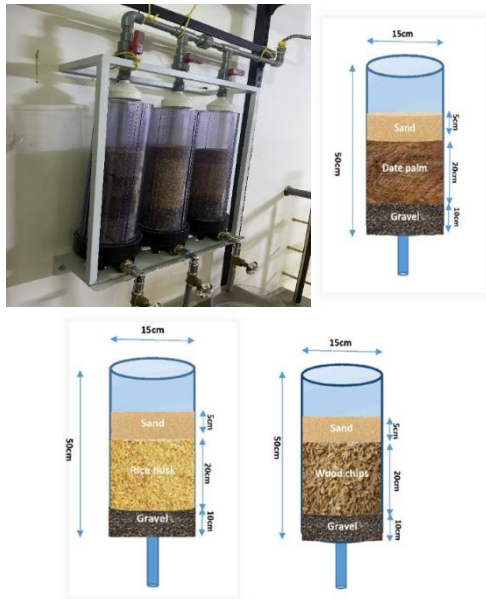 15cm
50cm
5cm
Sand
20cm
Date palm
10cm
Gravel
15cm
50cm
5cm
Sand
20cm
Rice husk
10cm
Gravel
15cm
50cm
5cm
Sand
20cm
Wood chips
10cm
Gravel